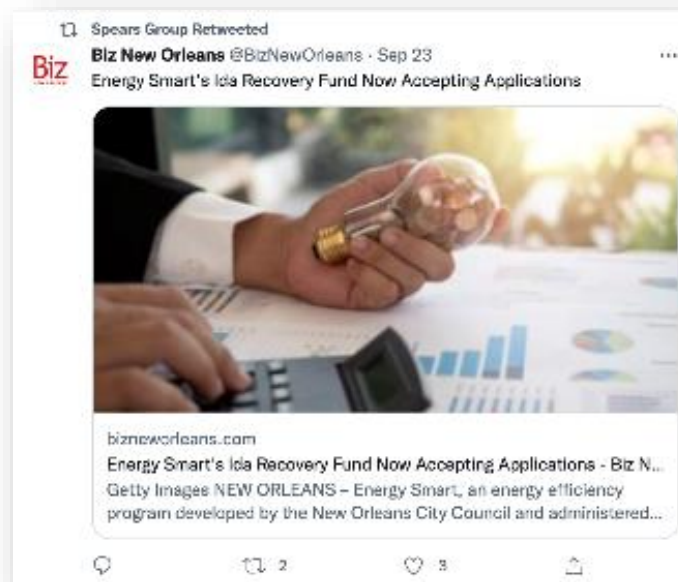 Spears Group Retweeted
Biz New Orleans @BizNewOrleans · Sep 23
Biz
Energy Smart's Ida Recovery Fund Now Accepting Applications
bizneworleans.com
Energy Smart's Ida Recovery Fund Now Accepting Applications - Biz N...
Getty Images NEW ORLEANS – Energy Smart, an energy efficiency
program developed by the New Orleans City Council and administered...
2
3